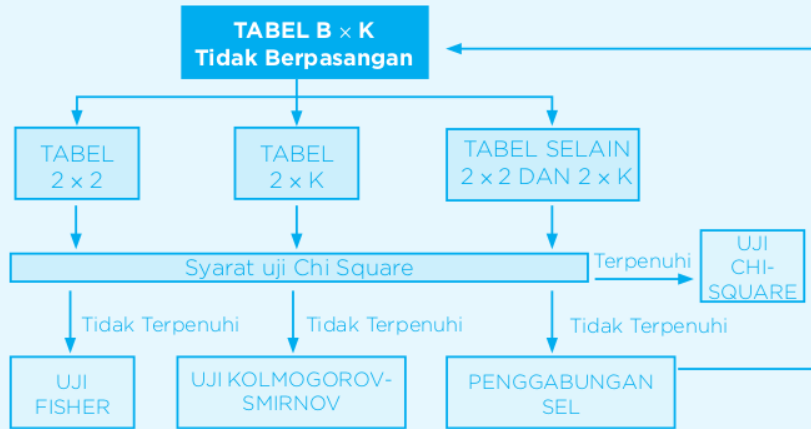 TABEL B × K
Tidak Berpasangan
TABEL
2 x 2
TABEL
2 x K
TABEL SELAIN
2 x 2 DAN 2 x K
Syarat uji Chi Square
Terpenuhi
UJI
CHI-
SQUARE
Tidak Terpenuhi
Tidak Terpenuhi
Tidak Terpenuhi
UJI
FISHER
UJI KOLMOGOROV-
SMIRNOV
PENGGABUNGAN
SEL